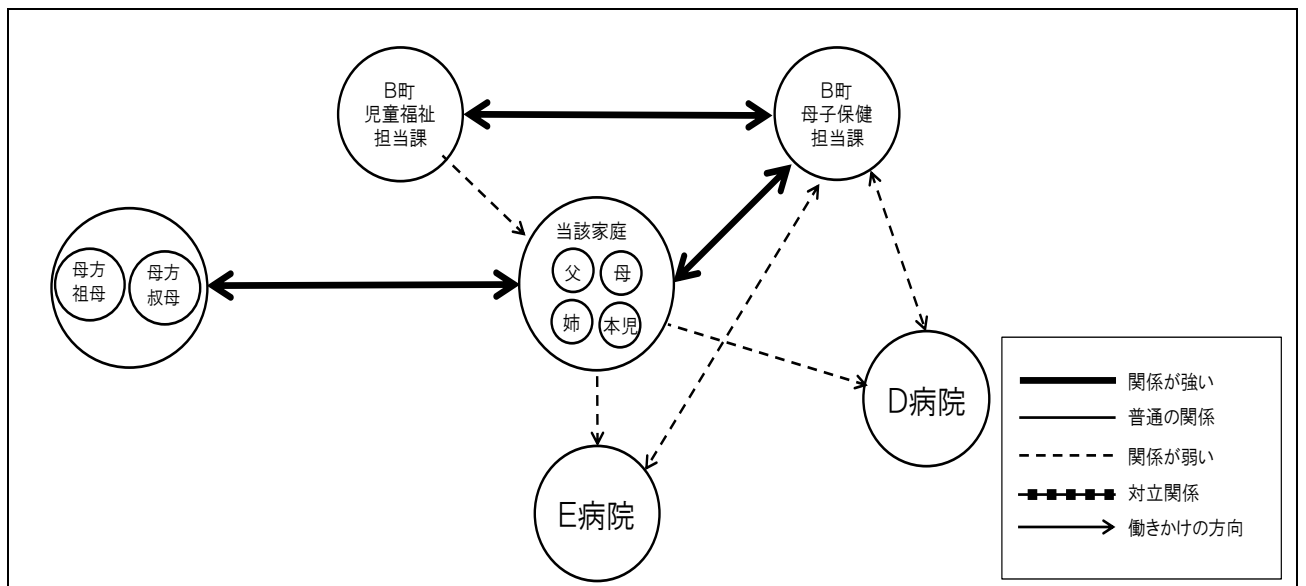 B町
児童福祉
担当課
B町
母子保健
担当課
母方
祖母
母方
叔母
当該家庭
父
母
姉
本児
D病院
E病院
関係が強い
普通の関係
関係が弱い
対立関係
働きかけの方向